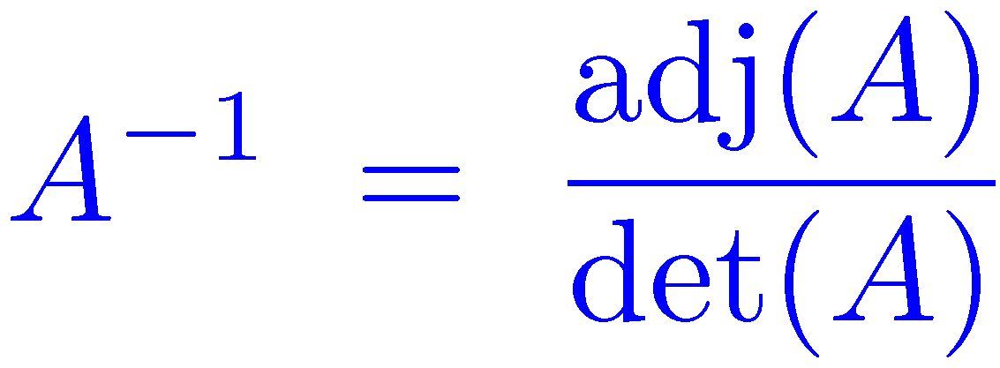 A⁻¹ = adj(A) / det(A)